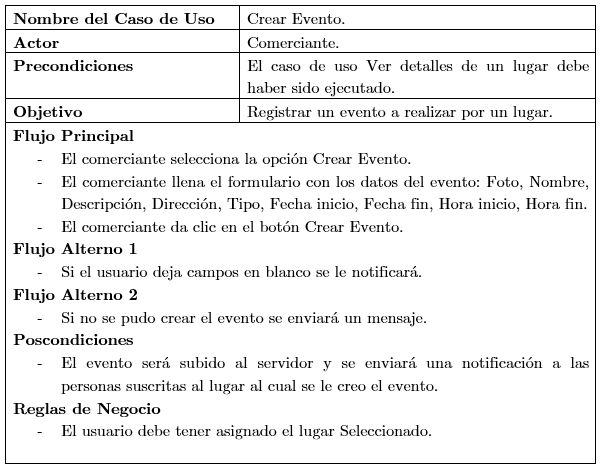 Nombre del Caso de Uso Crear Evento.
Actor Comerciante.
Precondiciones El caso de uso Ver detalles de un lugar debe
haber sido ejecutado.
Objetivo Registrar un evento a realizar por un lugar.
Flujo Principal
- El comerciante selecciona la opción Crear Evento.
- El comerciante llena el formulario con los datos del evento: Foto, Nombre,
Descripción, Dirección, Tipo, Fecha inicio, Fecha fin, Hora inicio, Hora fin.
- El comerciante da clic en el botón Crear Evento.
Flujo Alterno 1
- Si el usuario deja campos en blanco se le notificará.
Flujo Alterno 2
- Si no se pudo crear el evento se enviará un mensaje.
Poscondiciones
- El evento será subido al servidor y se enviará una notificación a las
personas suscritas al lugar al cual se le creo el evento.
Reglas de Negocio
- El usuario debe tener asignado el lugar Seleccionado.